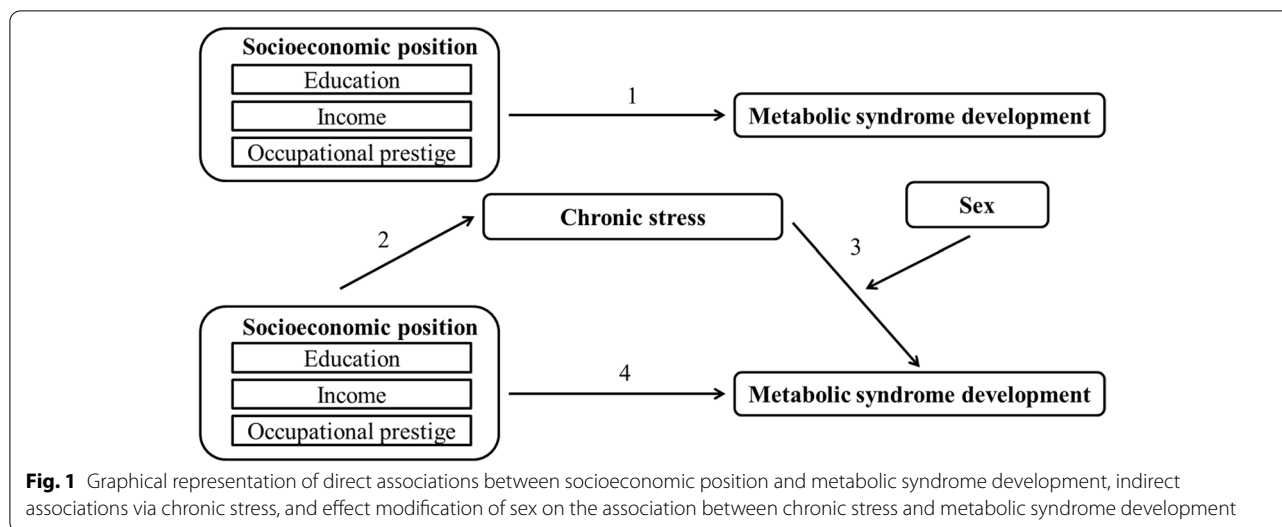 Socioeconomic position
Education
Income
Occupational prestige
1
Metabolic syndrome development
Chronic stress
Sex
2
3
Socioeconomic position
Education
Income
Occupational prestige
4
Metabolic syndrome development
Fig. 1 Graphical representation of direct associations between socioeconomic position and metabolic syndrome development, indirect
associations via chronic stress, and effect modification of sex on the association between chronic stress and metabolic syndrome development